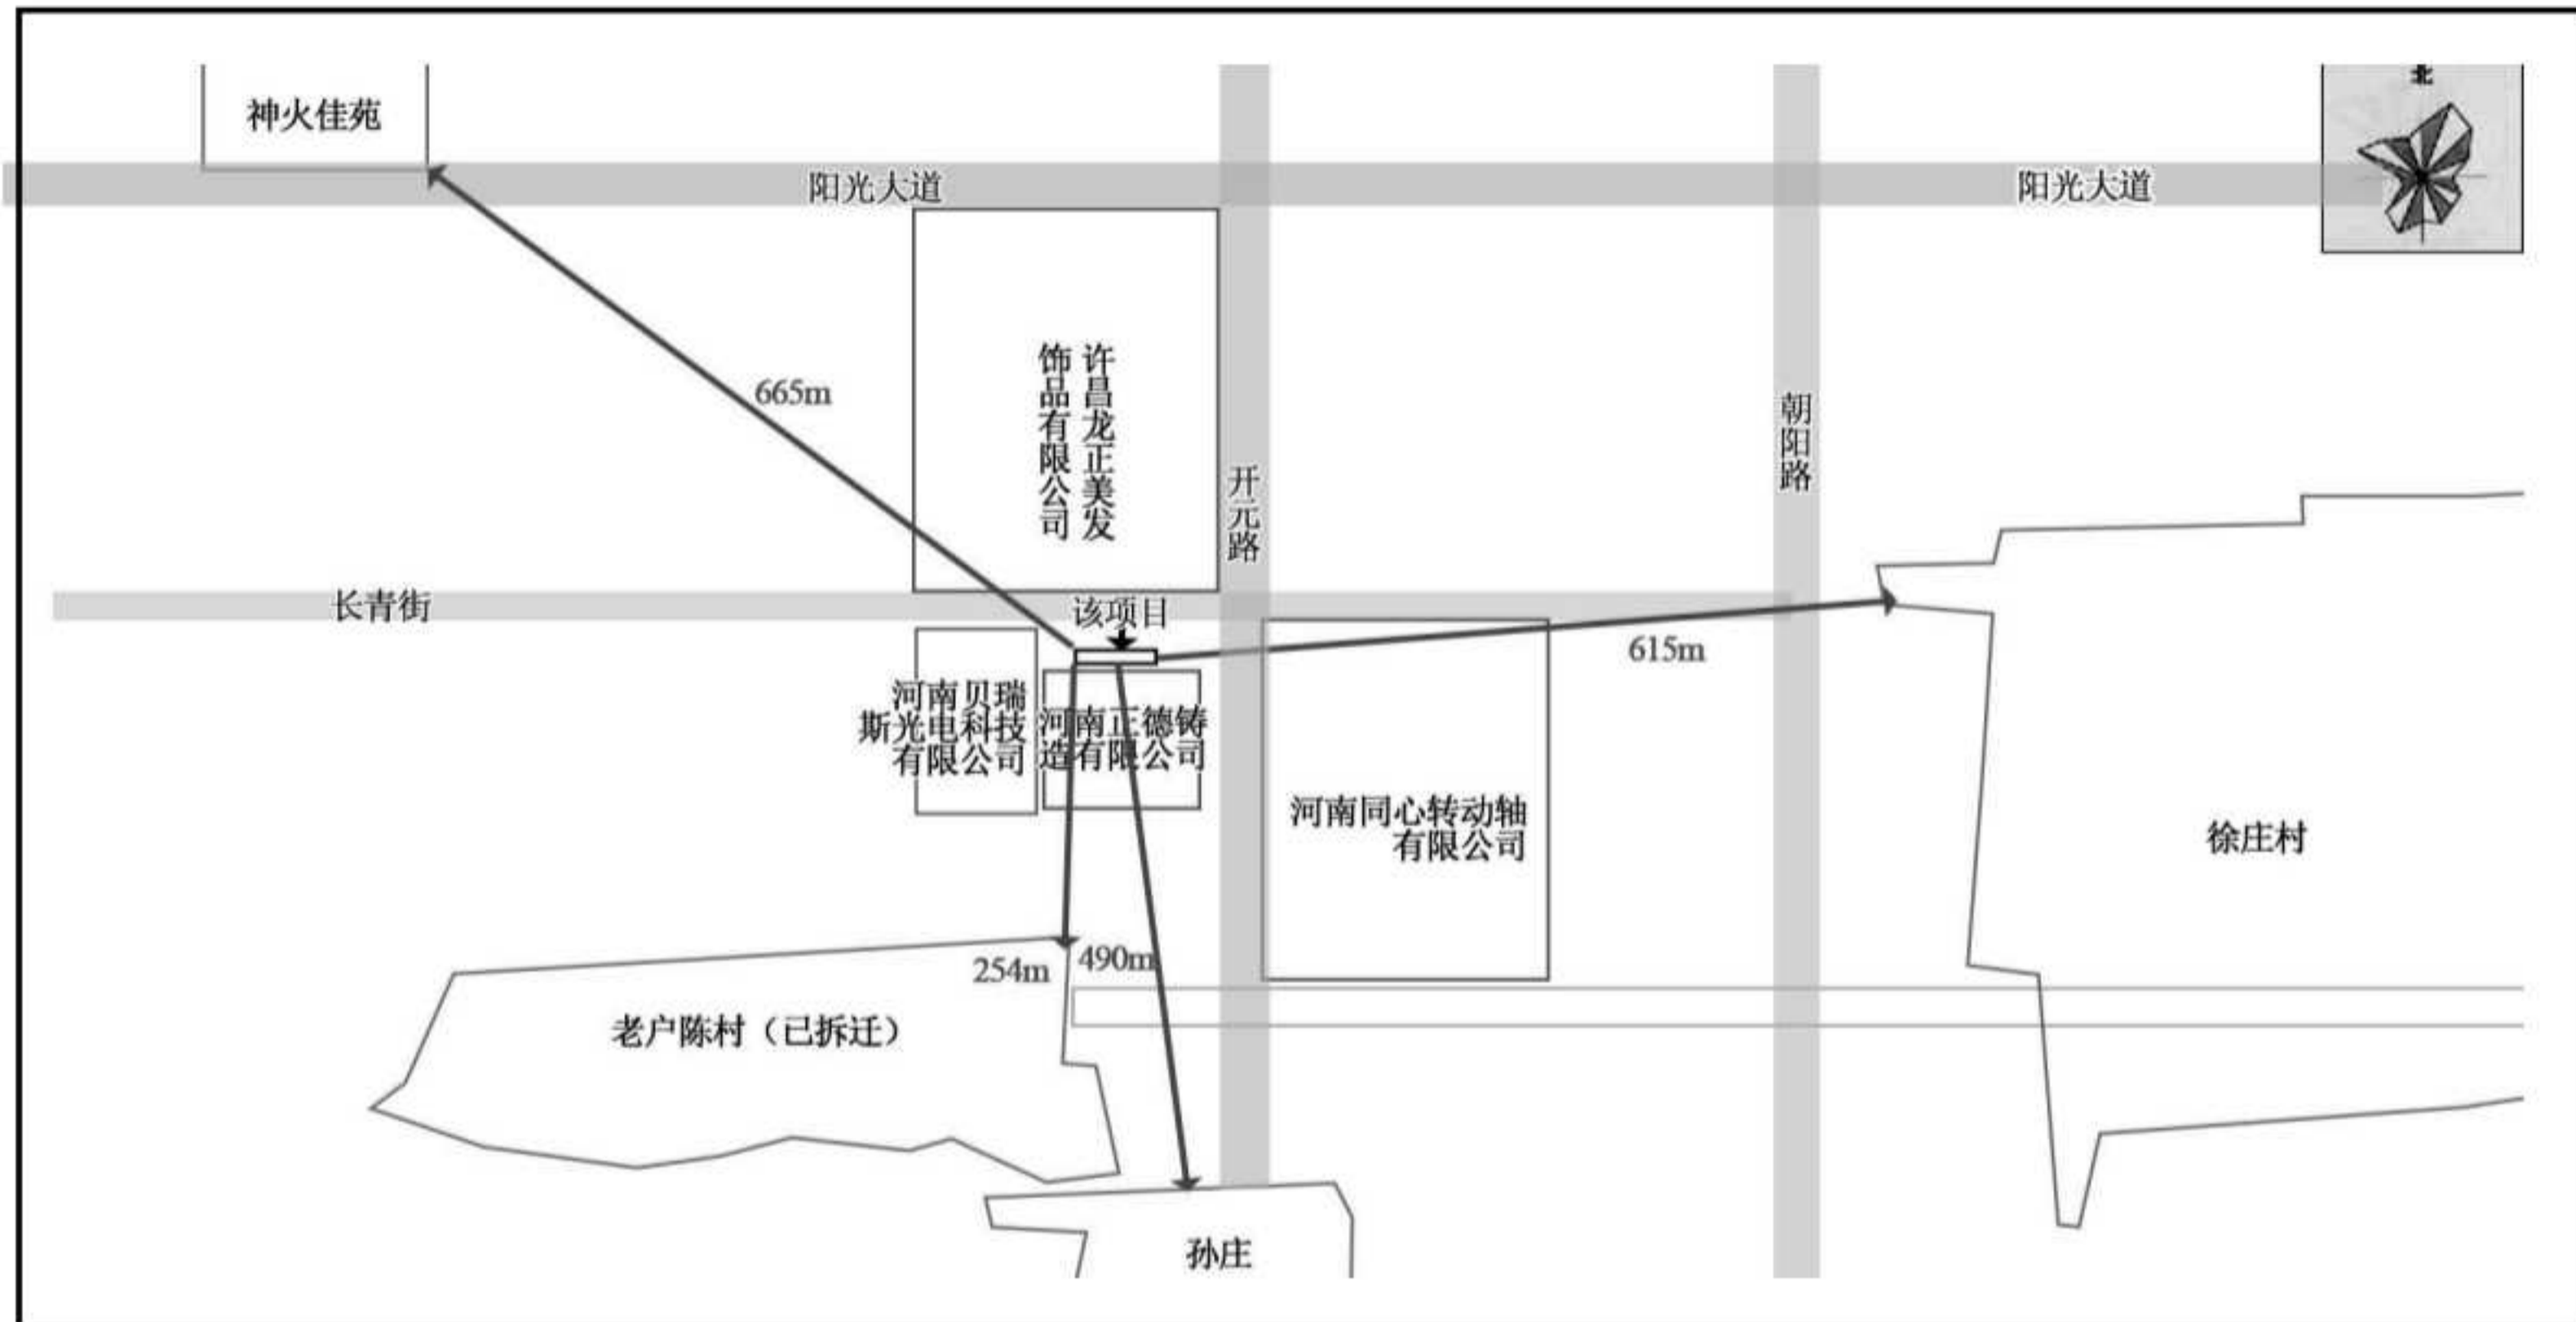 北
神火佳苑
阳光大道
阳光大道
许昌龙正美发
饰品有限公司
665m
朝阳路
开元路
长青街
该项目
615m
河南贝瑞
斯光电科技
有限公司
河南正德铸
造有限公司
河南同心转动轴
有限公司
徐庄村
254m
490m
老户陈村（已拆迁）
孙庄